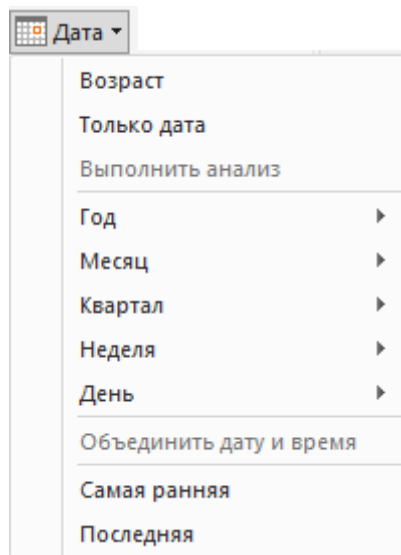 Дата
Возраст
Только дата
Выполнить анализ
Год
Месяц
Квартал
Неделя
День
Объединить дату и время
Самая ранняя
Последняя